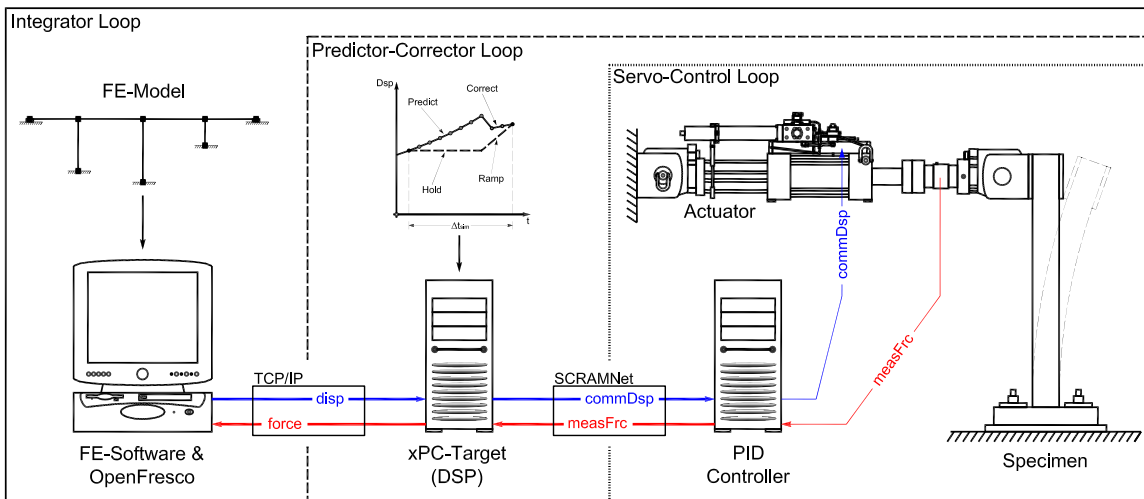 Integrator Loop
Predictor-Corrector Loop
Servo-Control Loop
FE-Model
Dsp
Predict
Correct
Hold
Ramp
t
Δtsim
Actuator
commDsp
measFrc
TCP/IP
disp
force
SCRAMNet
commDsp
measFrc
FE-Software &
OpenFresco
xPC-Target
(DSP)
PID
Controller
Specimen